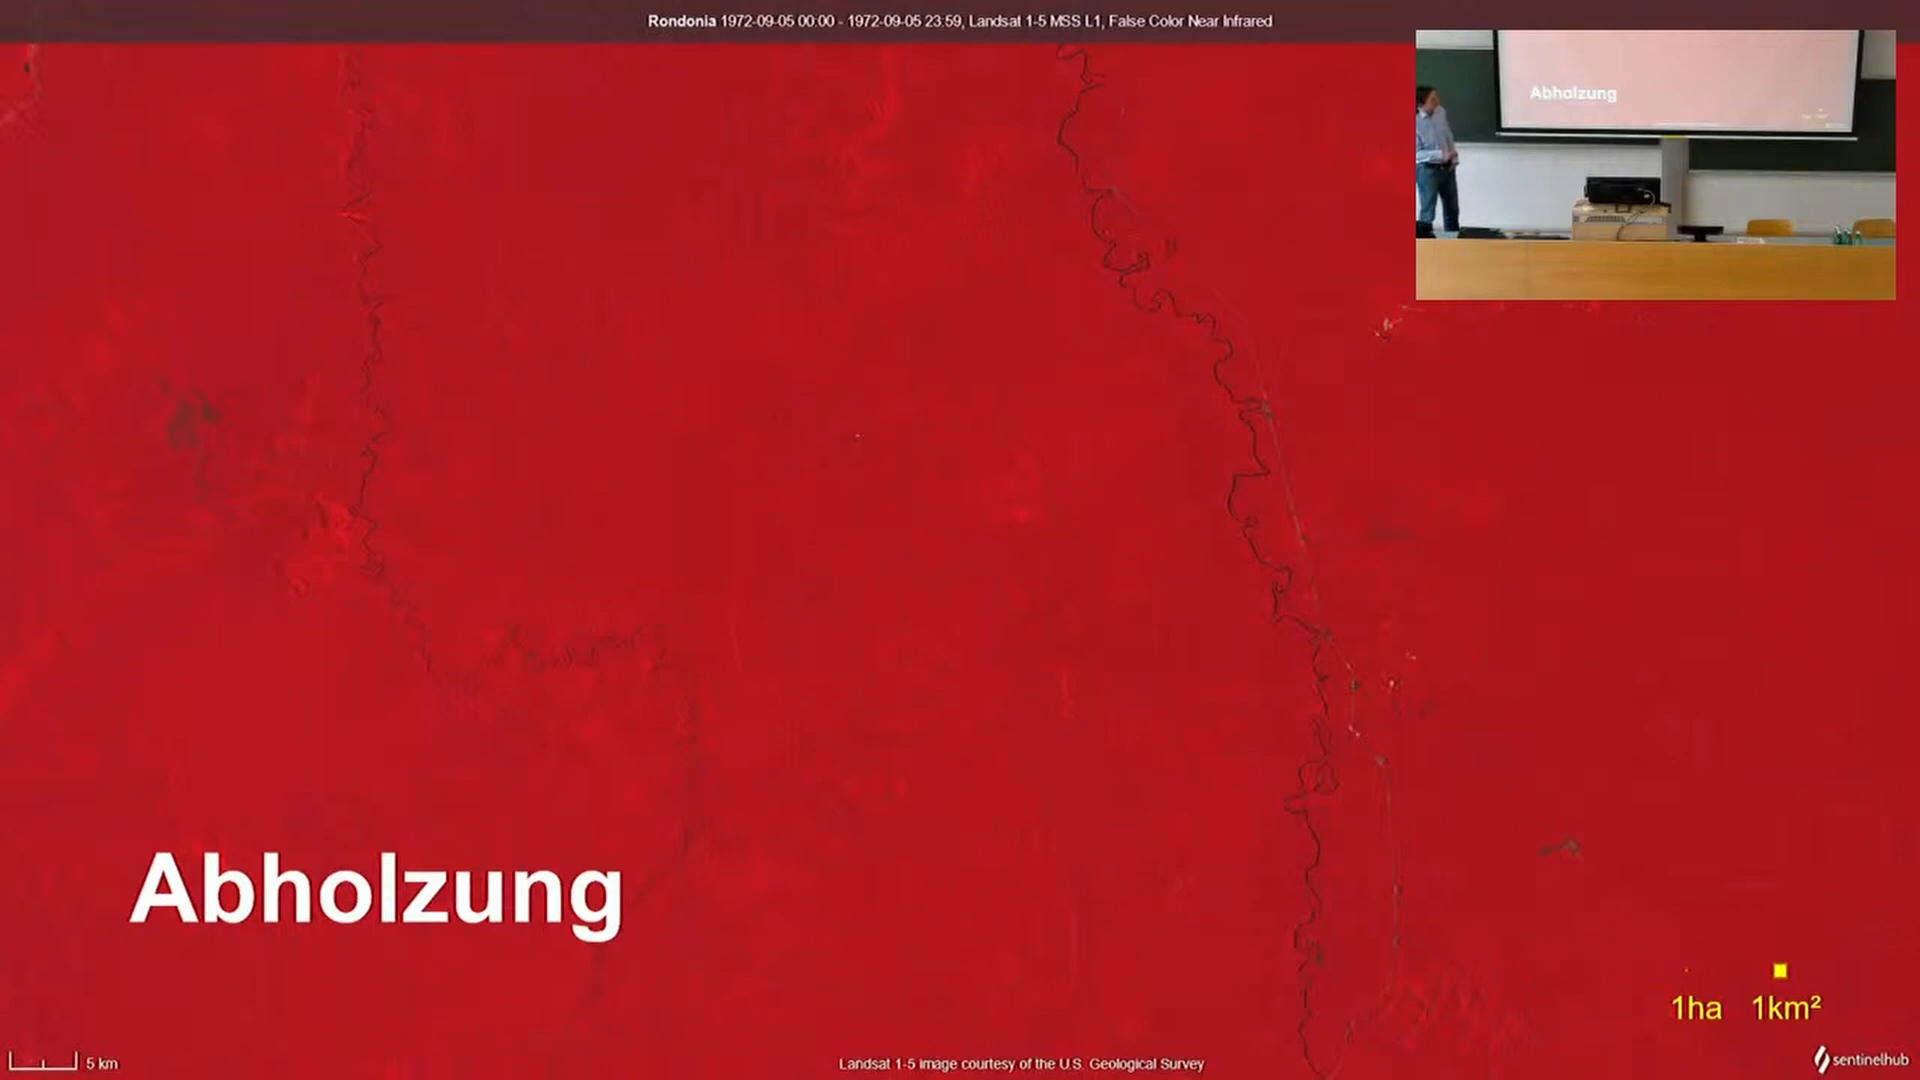 Rondonia 1972-09-05 00:00 - 1972-09-05 23:59, Landsat 1-5 MSS L1, False Color Near Infrared
Abholzung
Abholzung
1ha 1km²
5 km
Landsat 1-5 image courtesy of the U.S. Geological Survey
sentinelhub